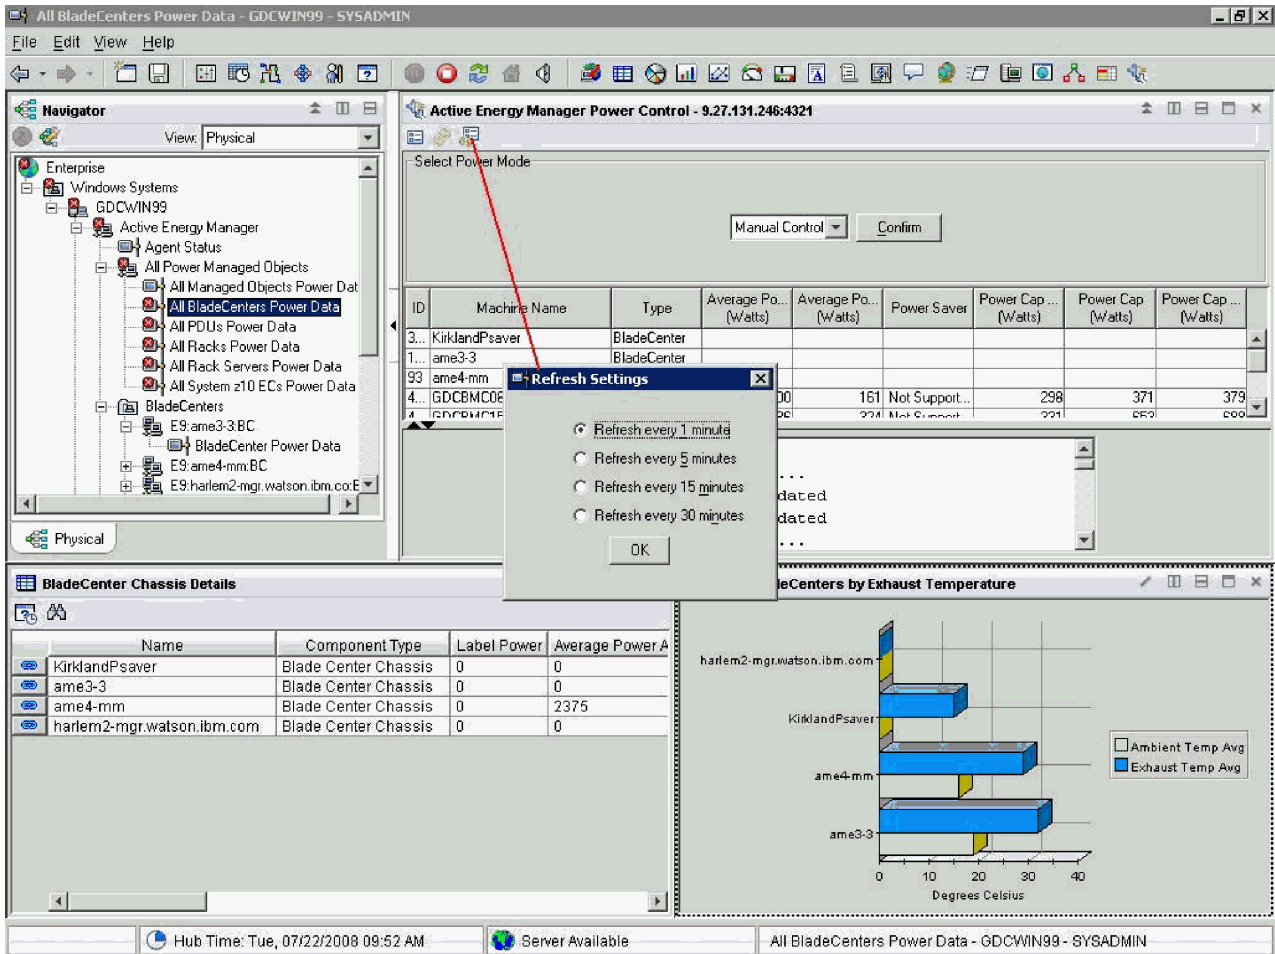 All BladeCenters Power Data - GDCWIN99 - SYSADMIN
File Edit View Help
Navigator
View: Physical
Enterprise
Windows Systems
GDCWIN99
Active Energy Manager
Agent Status
All Power Managed Objects
All Managed Objects Power Dat
All BladeCenters Power Data
All PDUs Power Data
All Racks Power Data
All Rack Servers Power Data
All System z10 ECs Power Data
BladeCenters
E9:ame3-3:BC
BladeCenter Power Data
E9:ame4-mm:BC
E9:harlem2-mgr.watson.ibm.co:E
Physical
Active Energy Manager Power Control - 9.27.131.246:4321
Select Power Mode
Manual Control Confirm
ID Machine Name Type Average Po... (Watts) Average Po... (Watts) Power Saver Power Cap ... (Watts) Power Cap (Watts) Power Cap ... (Watts)
3... KirklandPsaver BladeCenter
1... ame3-3 BladeCenter
93 ame4-mm
4... GDCBMC08 00 161 Not Support... 298 371 379
4... GDCBMC15 224 Not Support... 331 653 688
...
dated
dated
...
Refresh Settings
Refresh every 1 minute
Refresh every 5 minutes
Refresh every 15 minutes
Refresh every 30 minutes
OK
BladeCenter Chassis Details
Name Component Type Label Power Average Power A
KirklandPsaver Blade Center Chassis 0 0
ame3-3 Blade Center Chassis 0 0
ame4-mm Blade Center Chassis 0 2375
harlem2-mgr.watson.ibm.com Blade Center Chassis 0 0
eCenters by Exhaust Temperature
harlem2-mgr.watson.ibm.com
KirklandPsaver
ame4-mm
ame3-3
0 10 20 30 40
Degrees Celsius
Ambient Temp Avg
Exhaust Temp Avg
Hub Time: Tue, 07/22/2008 09:52 AM Server Available All BladeCenters Power Data - GDCWIN99 - SYSADMIN